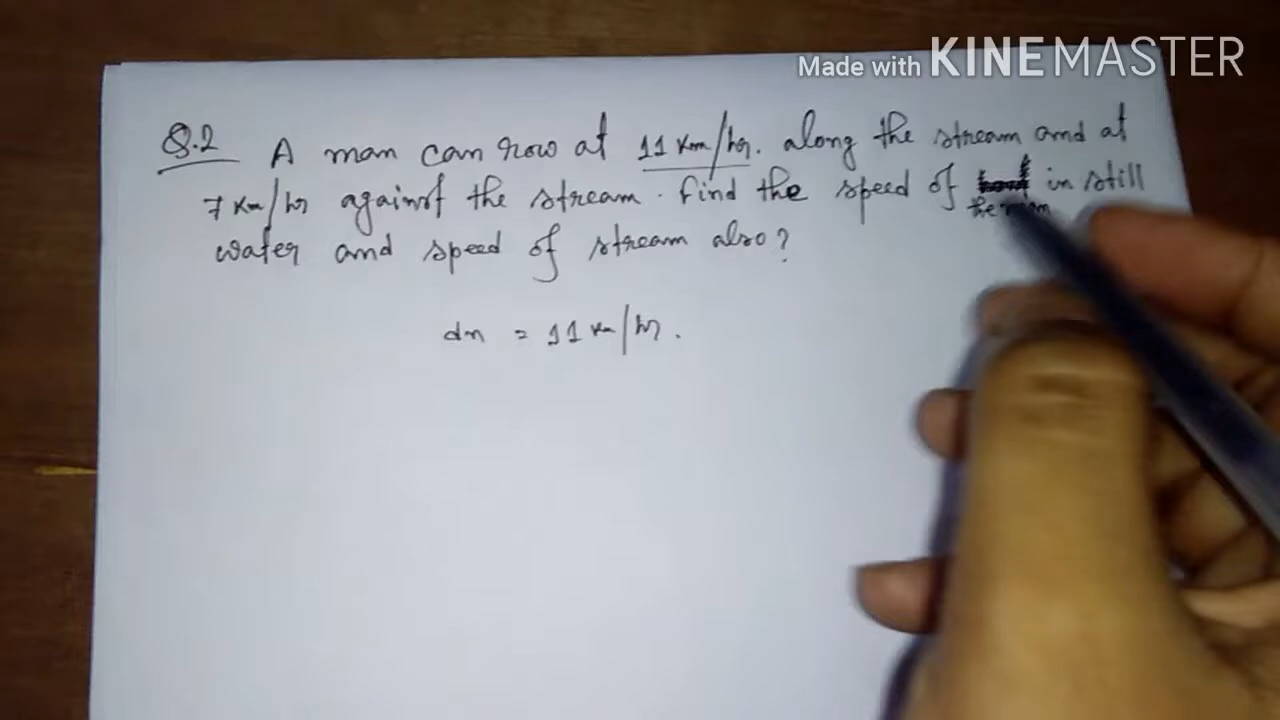 Made with KINEMASTER
Q.2 A man can row at 11 Km/hr. along the stream and at
7 Km/hr against the stream. Find the speed of the man in still
water and speed of stream also?
dn = 11 Km/hr.